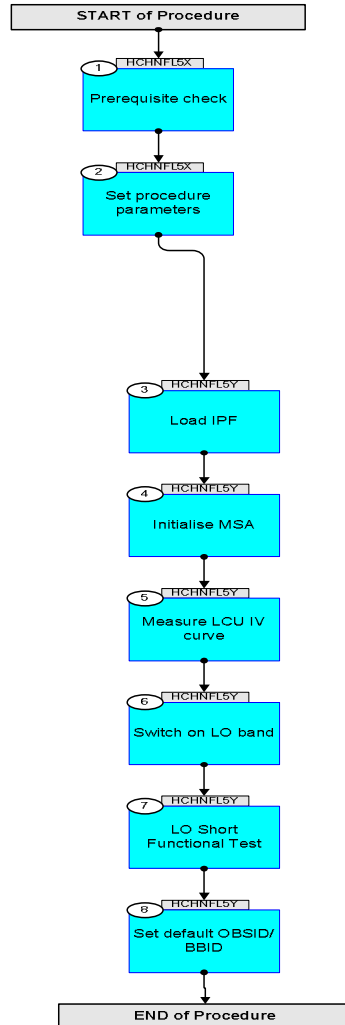 START of Procedure
HCHNFL5X
1
Prerequisite check
HCHNFL5X
2
Set procedure
parameters
HCHNFL5Y
3
Load IPF
HCHNFL5Y
4
Initialise MSA
HCHNFL5Y
5
Measure LCU IV
curve
HCHNFL5Y
6
Switch on LO band
HCHNFL5Y
7
LO Short
Functional Test
HCHNFL5Y
8
Set default OBSID/
BBID
END of Procedure